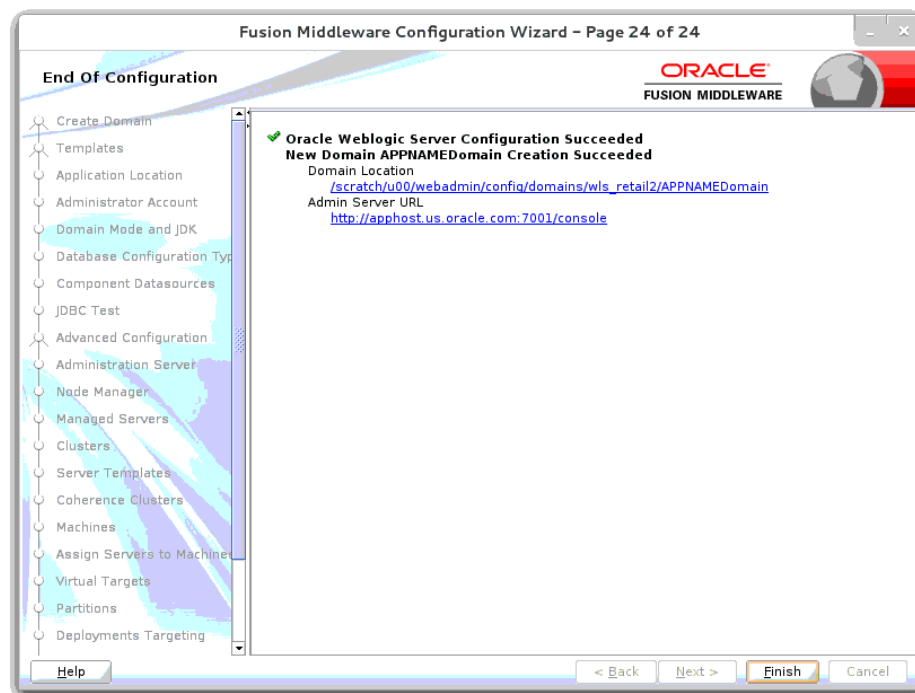 Fusion Middleware Configuration Wizard – Page 24 of 24
End Of Configuration
ORACLE
FUSION MIDDLEWARE
Create Domain
Templates
Application Location
Administrator Account
Domain Mode and JDK
Database Configuration Typ
Component Datasources
JDBC Test
Advanced Configuration
Administration Server
Node Manager
Managed Servers
Clusters
Server Templates
Coherence Clusters
Machines
Assign Servers to Machines
Virtual Targets
Partitions
Deployments Targeting
Oracle Weblogic Server Configuration Succeeded
New Domain APPNAMEDomain Creation Succeeded
Domain Location
/scratch/u00/webadmin/config/domains/wls_retail2/APPNAMEDomain
Admin Server URL
http://apphost.us.oracle.com:7001/console
Help
< Back
Next >
Finish
Cancel